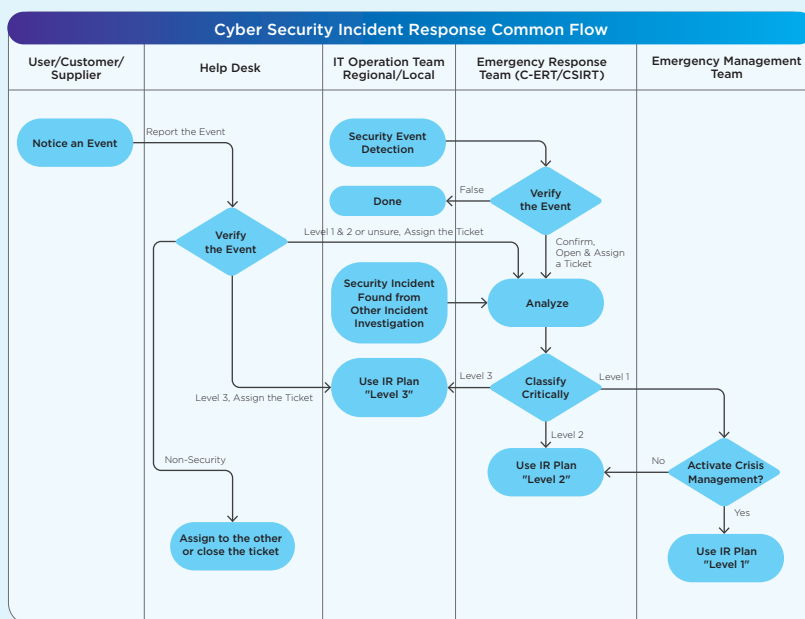 Cyber Security Incident Response Common Flow
User/Customer/
Supplier
Help Desk
IT Operation Team
Regional/Local
Emergency Response
Team (C-ERT/CSIRT)
Emergency Management
Team
Notice an Event
Report the Event
Security Event
Detection
Done
False
Verify
the Event
Verify
the Event
Level 1 & 2 or unsure, Assign the Ticket
Confirm,
Open & Assign
a Ticket
Security Incident
Found from
Other Incident
Investigation
Analyze
Use IR Plan
"Level 3"
Level 3
Classify
Critically
Level 1
Level 3, Assign the Ticket
Level 2
Non-Security
Use IR Plan
"Level 2"
No
Activate Crisis
Management?
Yes
Assign to the other
or close the ticket
Use IR Plan
"Level 1"